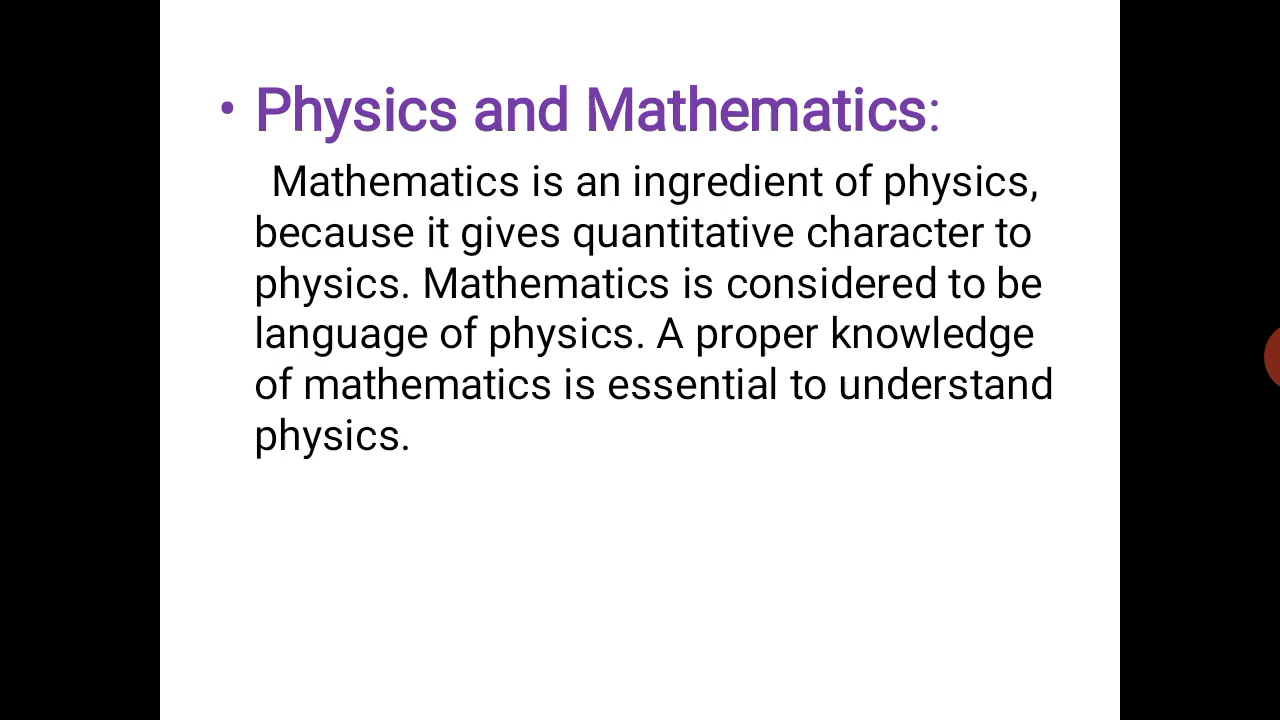 • Physics and Mathematics:
Mathematics is an ingredient of physics,
because it gives quantitative character to
physics. Mathematics is considered to be
language of physics. A proper knowledge
of mathematics is essential to understand
physics.